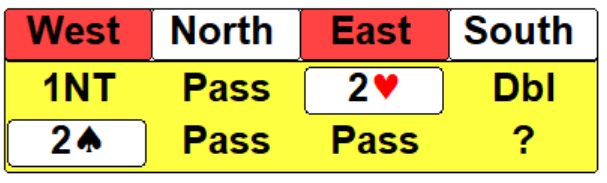 West North East South
1NT Pass 2♥ Dbl
2♠ Pass Pass ?